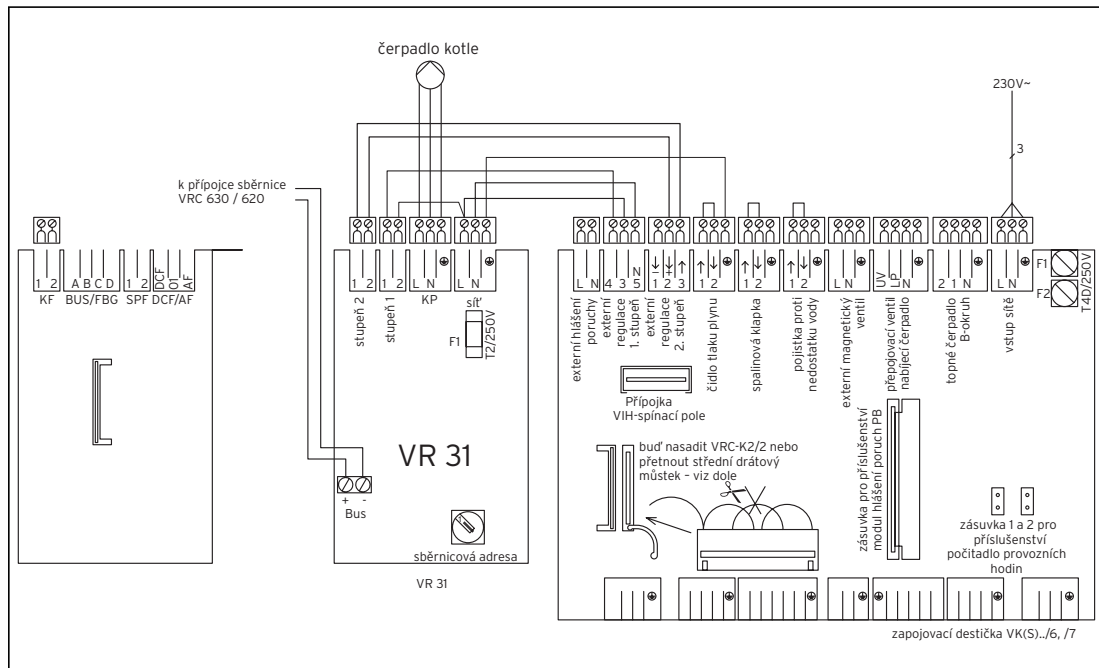 čerpadlo kotle
230V~
3
k přípojce sběrnice
VRC 630 / 620
1 2
KF
A B C D
BUS/FBG
1 2
SPF
DCF 01 AF
DCF/AF
1 2
stupeň 2
1 2
stupeň 1
L N
KP
L N
síť
F1
T2/250V
VR 31
+ -
Bus
sběrnicová adresa
VR 31
L N
externí hlášení
poruchy
4 3 5 N
externí
regulace
1. stupeň
1 2 3
externí
regulace
2. stupeň
1 2
čidlo tlaku plynu
1 2
spalinová klapka
1 2
pojistka proti
nedostatku vody
L N
externí magnetický
ventil
UV LP N
přepojovací ventil
nabíjecí čerpadlo
2 1 N
topné čerpadlo
B-okruh
L N
vstup sítě
F1
F2
T4D/250V
Přípojka
VIH-spínací pole
buď nasadit VRC-K2/2 nebo
přetnout střední drátový
můstek – viz dole
zásuvka pro příslušenství
modul hlášení poruch PB
zásuvka 1 a 2 pro
příslušenství
počitadlo provozních
hodin
zapojovací destička VK(S)../6, /7